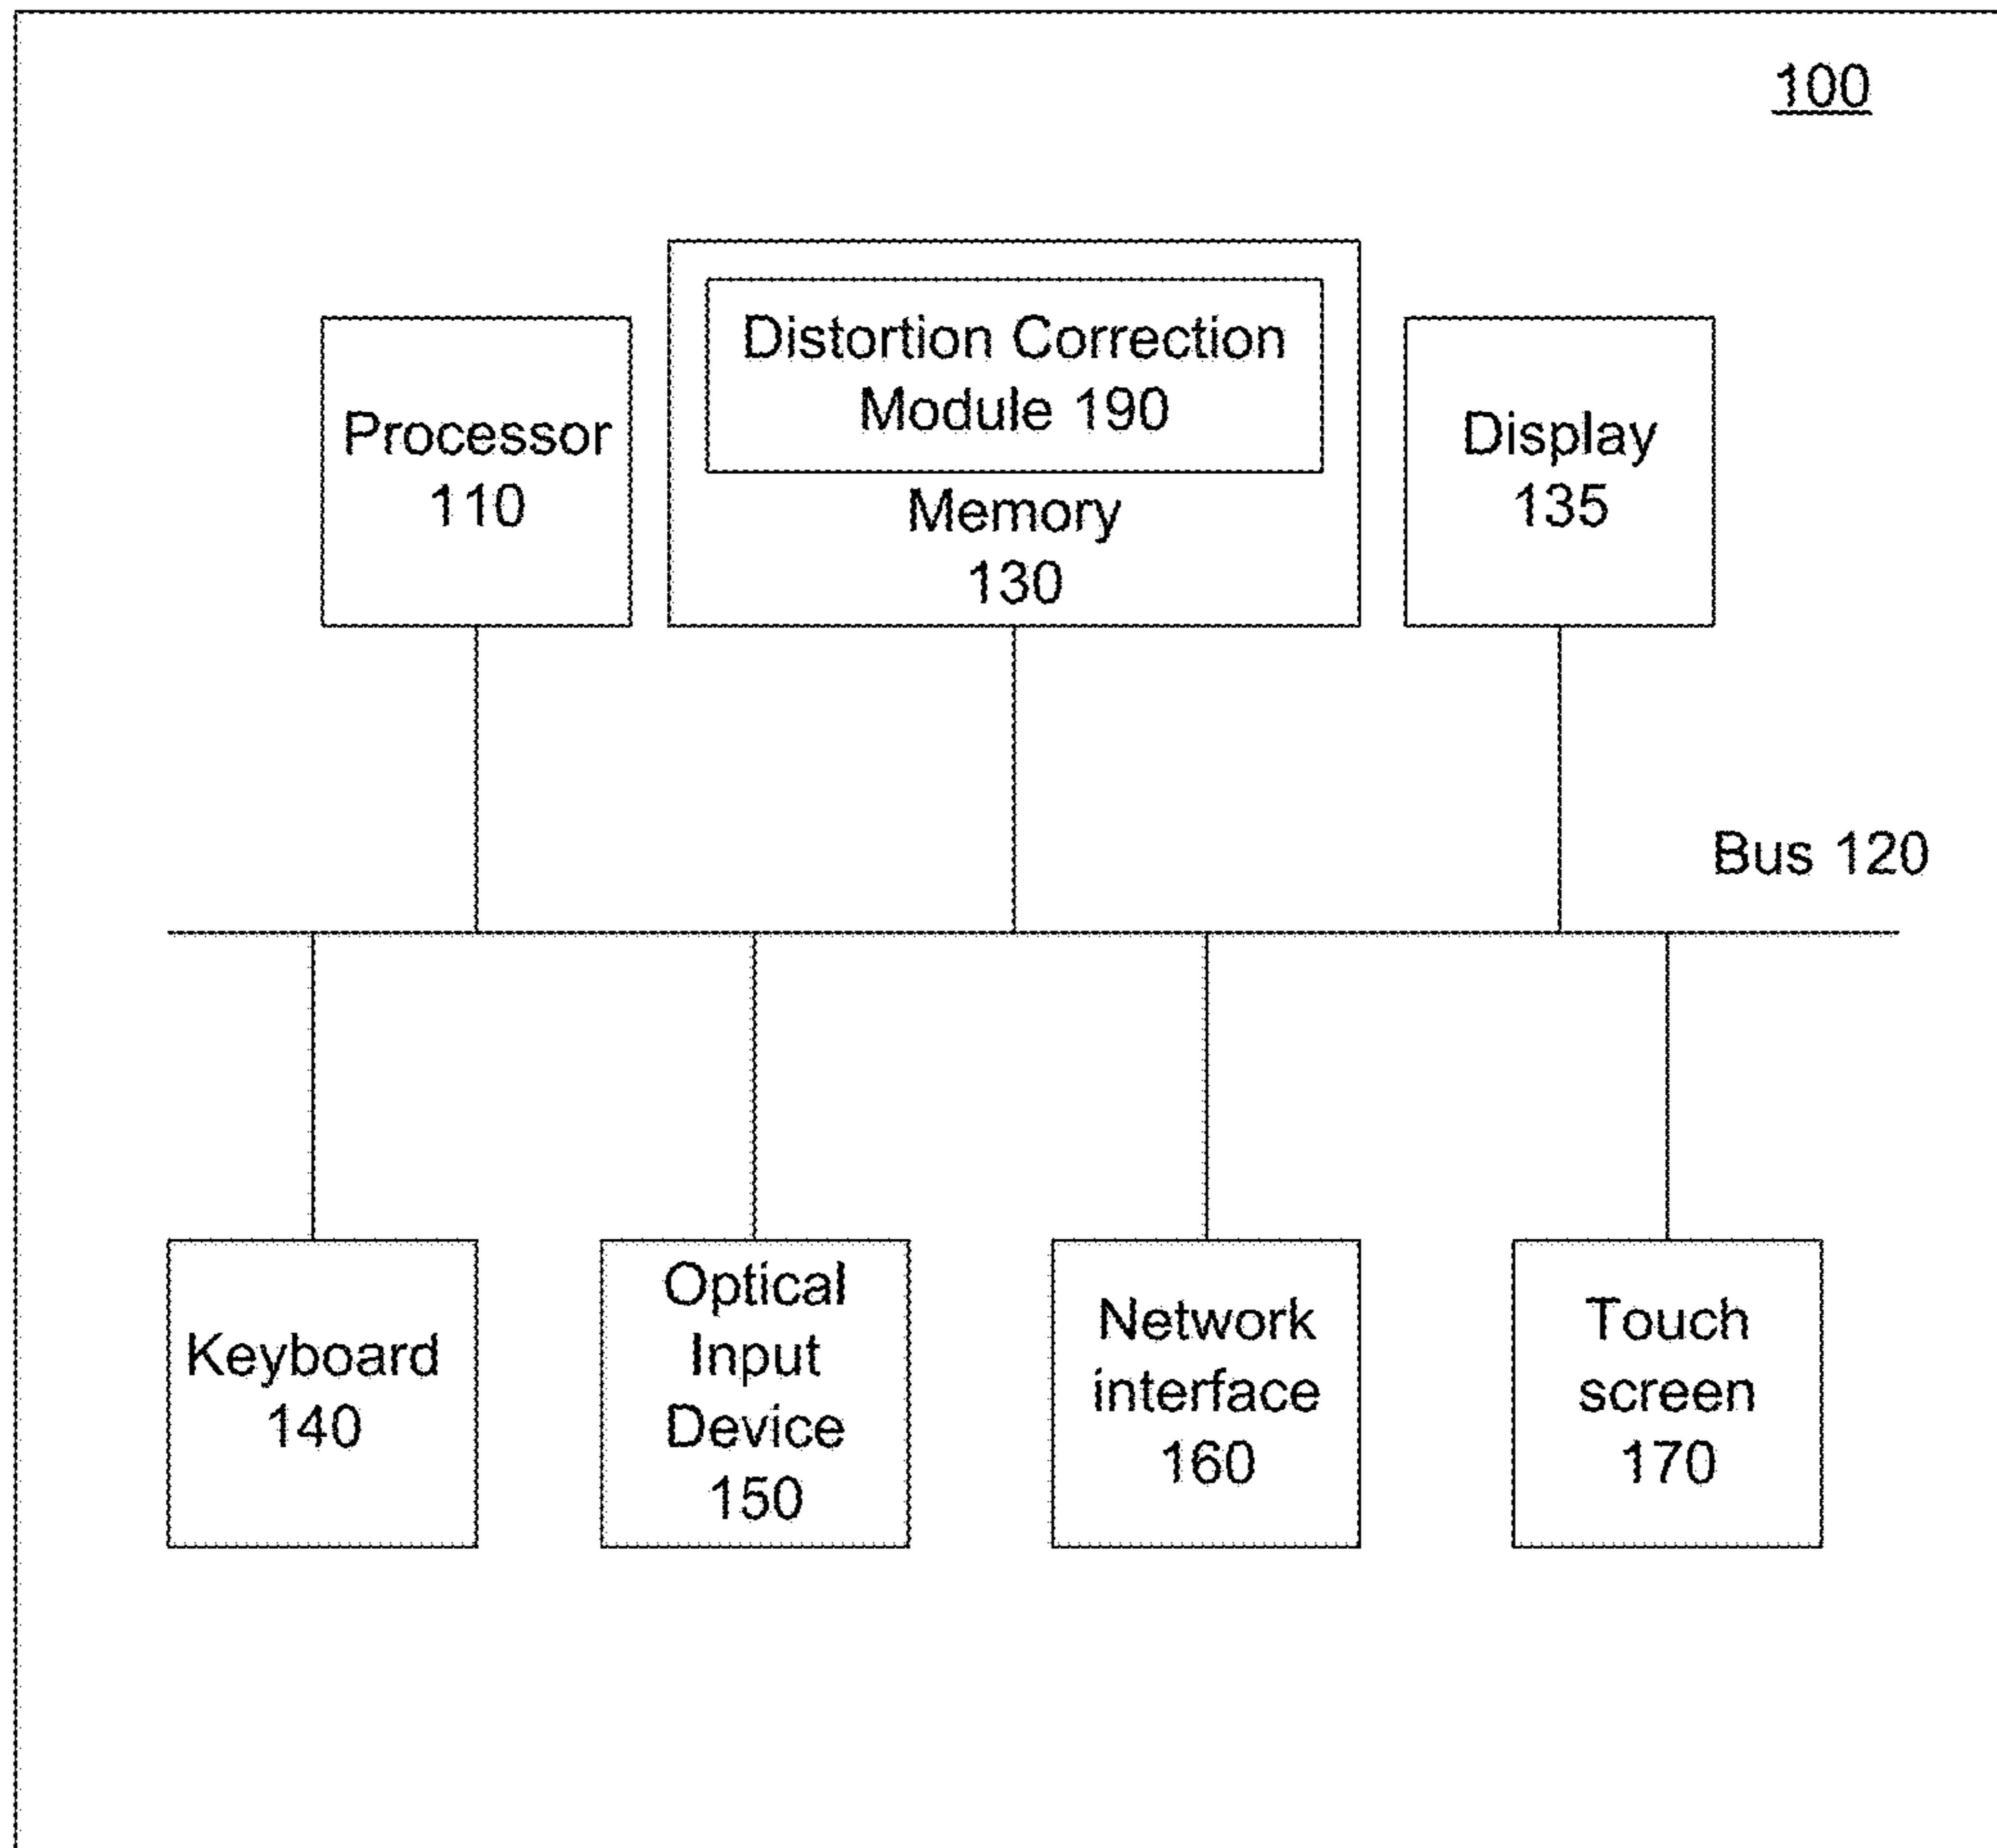 100
Distortion Correction
Module 190
Memory
130
Processor
110
Display
135
Bus 120
Keyboard
140
Optical
Input
Device
150
Network
interface
160
Touch
screen
170